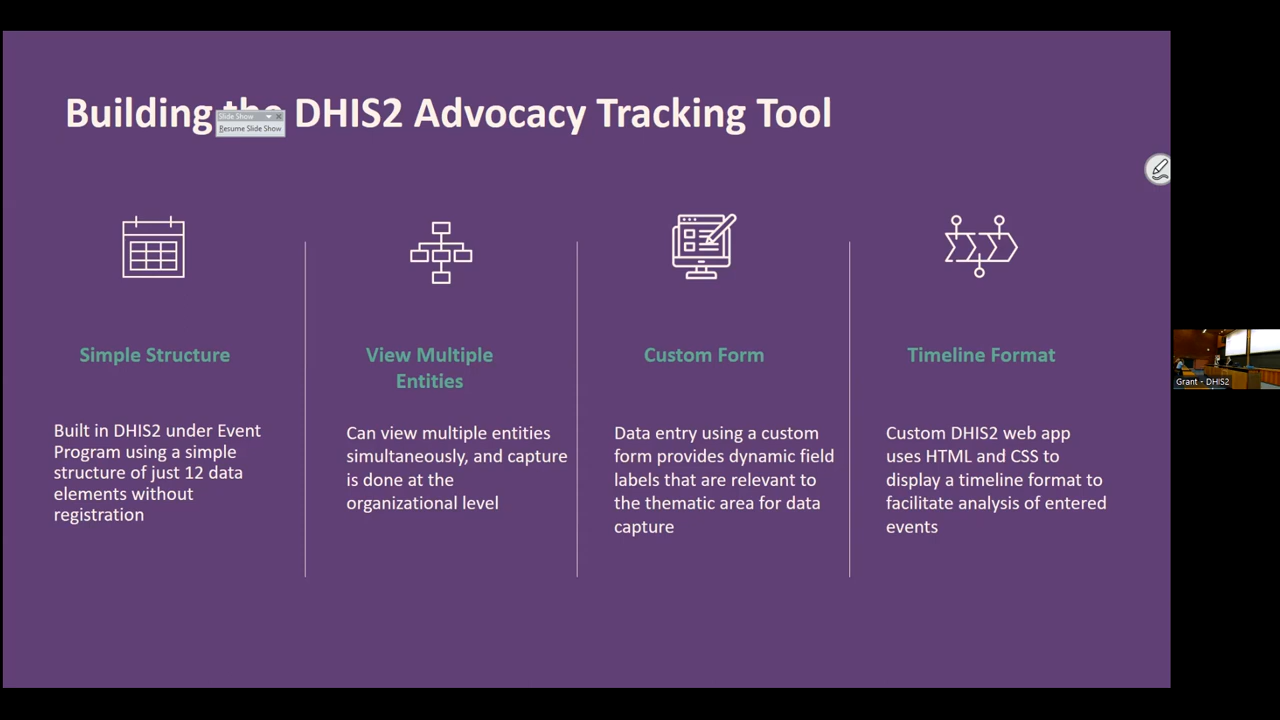 Building the DHIS2 Advocacy Tracking Tool
Slide Show
Resume Slide Show
Simple Structure
Built in DHIS2 under Event
Program using a simple
structure of just 12 data
elements without
registration
View Multiple
Entities
Can view multiple entities
simultaneously, and capture
is done at the
organizational level
Custom Form
Data entry using a custom
form provides dynamic field
labels that are relevant to
the thematic area for data
capture
Timeline Format
Custom DHIS2 web app
uses HTML and CSS to
display a timeline format to
facilitate analysis of entered
events
Grant - DHIS2